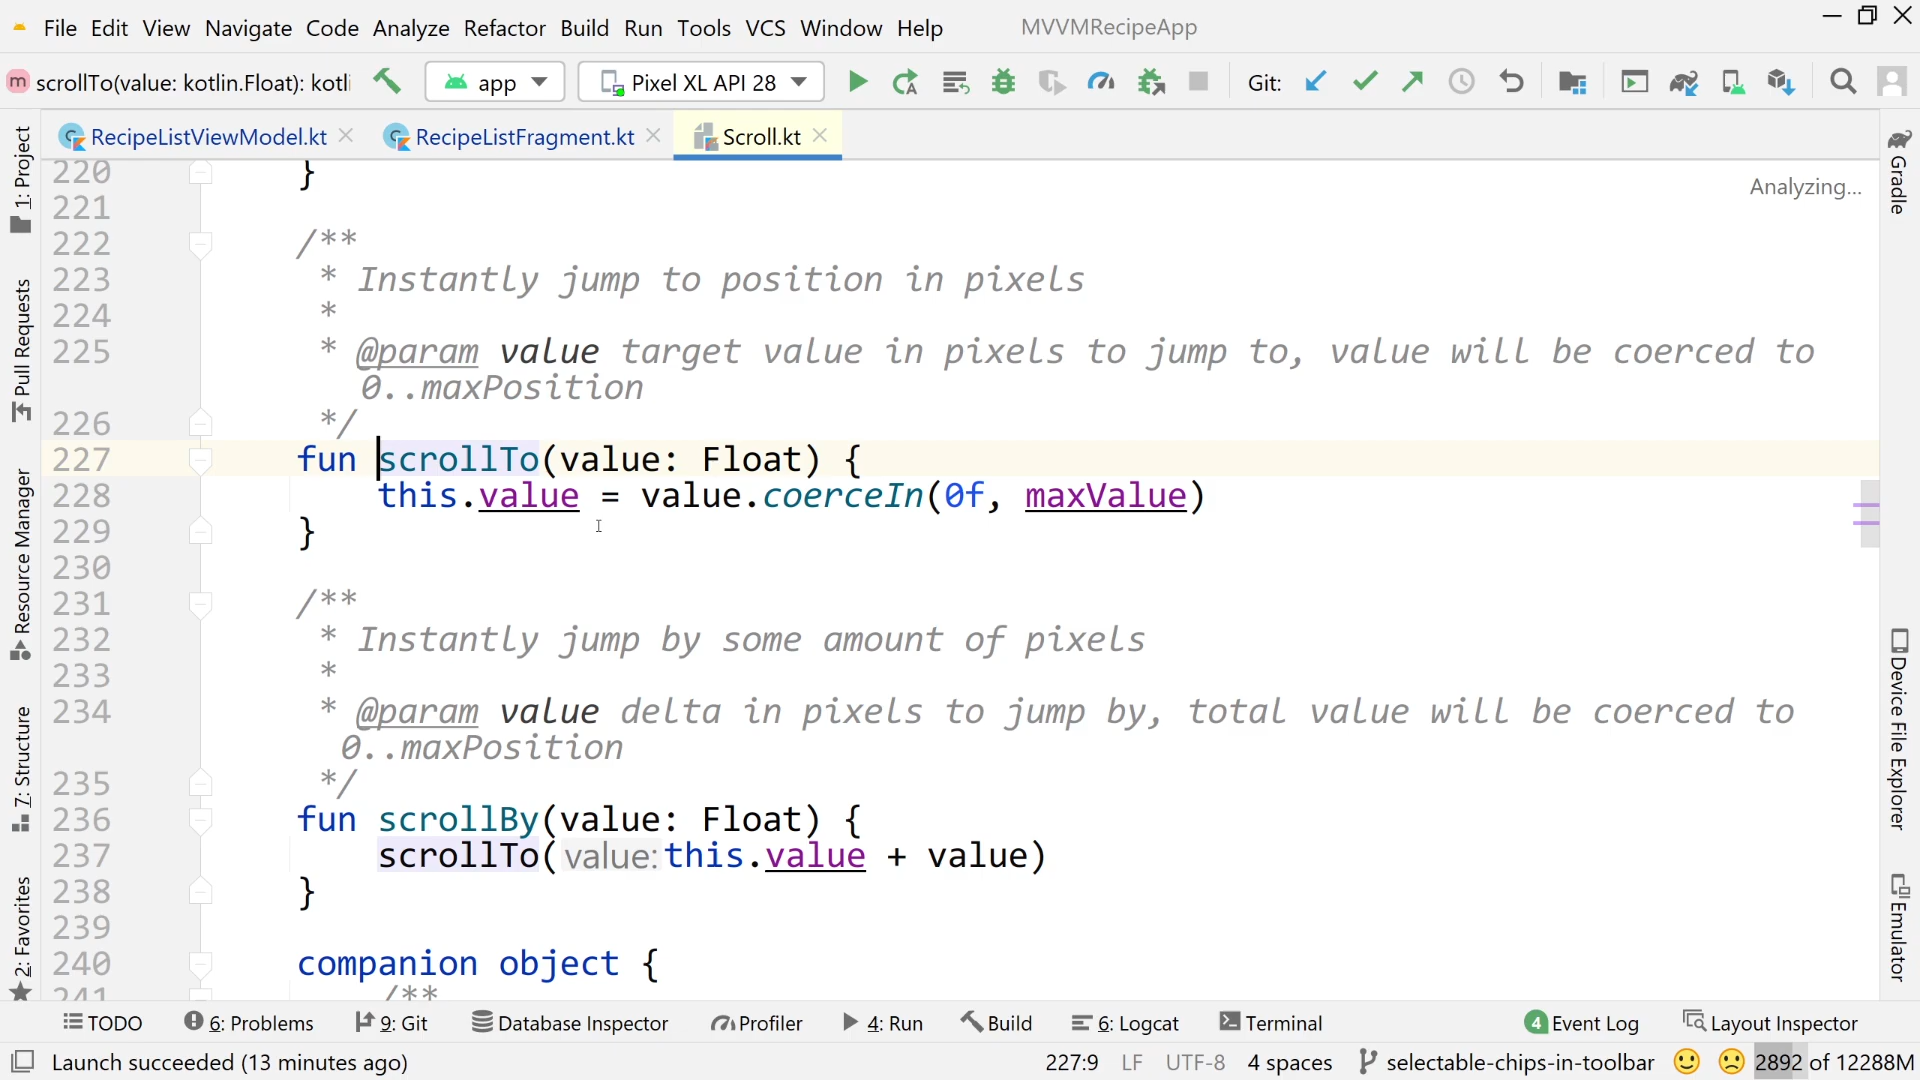 File Edit View Navigate Code Analyze Refactor Build Run Tools VCS Window Help MVVMRecipeApp
m scrollTo(value: kotlin.Float): kotli app Pixel XL API 28 Git:
RecipeListViewModel.kt RecipeListFragment.kt Scroll.kt
Analyzing...
220 }
221
222 /**
223 * Instantly jump to position in pixels
224 *
225 * @param value target value in pixels to jump to, value will be coerced to
0..maxPosition
226 */
227 fun scrollTo(value: Float) {
228 this.value = value.coerceIn(0f, maxValue)
229 }
230
231 /**
232 * Instantly jump by some amount of pixels
233 *
234 * @param value delta in pixels to jump by, total value will be coerced to
0..maxPosition
235 */
236 fun scrollBy(value: Float) {
237 scrollTo(value: this.value + value)
238 }
239
240 companion object {
241 /**
1: Project
Pull Requests
Resource Manager
7: Structure
2: Favorites
Gradle
Device File Explorer
Emulator
TODO 6: Problems 9: Git Database Inspector Profiler 4: Run Build 6: Logcat Terminal 4 Event Log Layout Inspector
Launch succeeded (13 minutes ago) 227:9 LF UTF-8 4 spaces selectable-chips-in-toolbar 2892 of 12288M